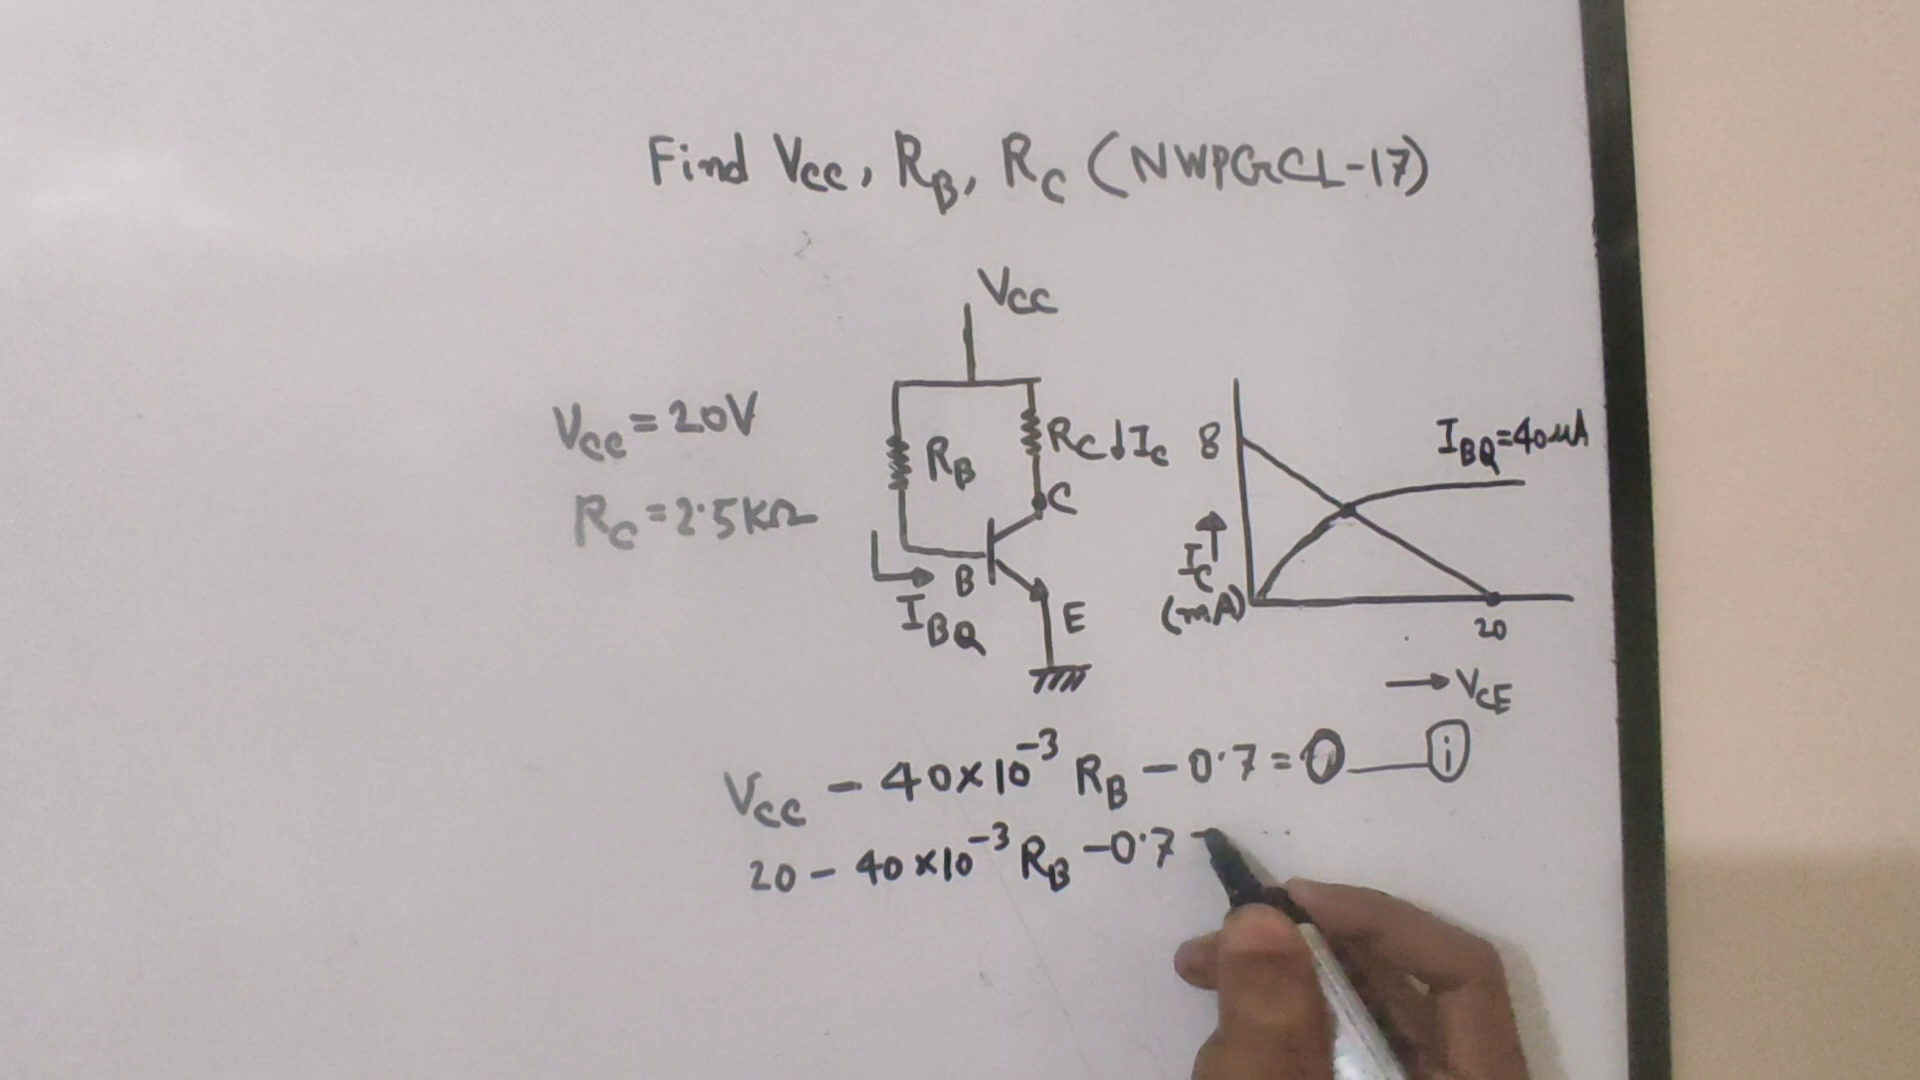 Find Vcc, RB, RC (NWPGCL-17)
VCC
Vcc = 20V
RC = 2.5KΩ
RB
RC ↓IC
C
B
E
IBQ
8
IBQ=40μA
IC ↑
(mA)
20
→ VCE
VCC - 40×10⁻³ RB - 0.7 = 0 — (i)
20 - 40×10⁻³ RB - 0.7